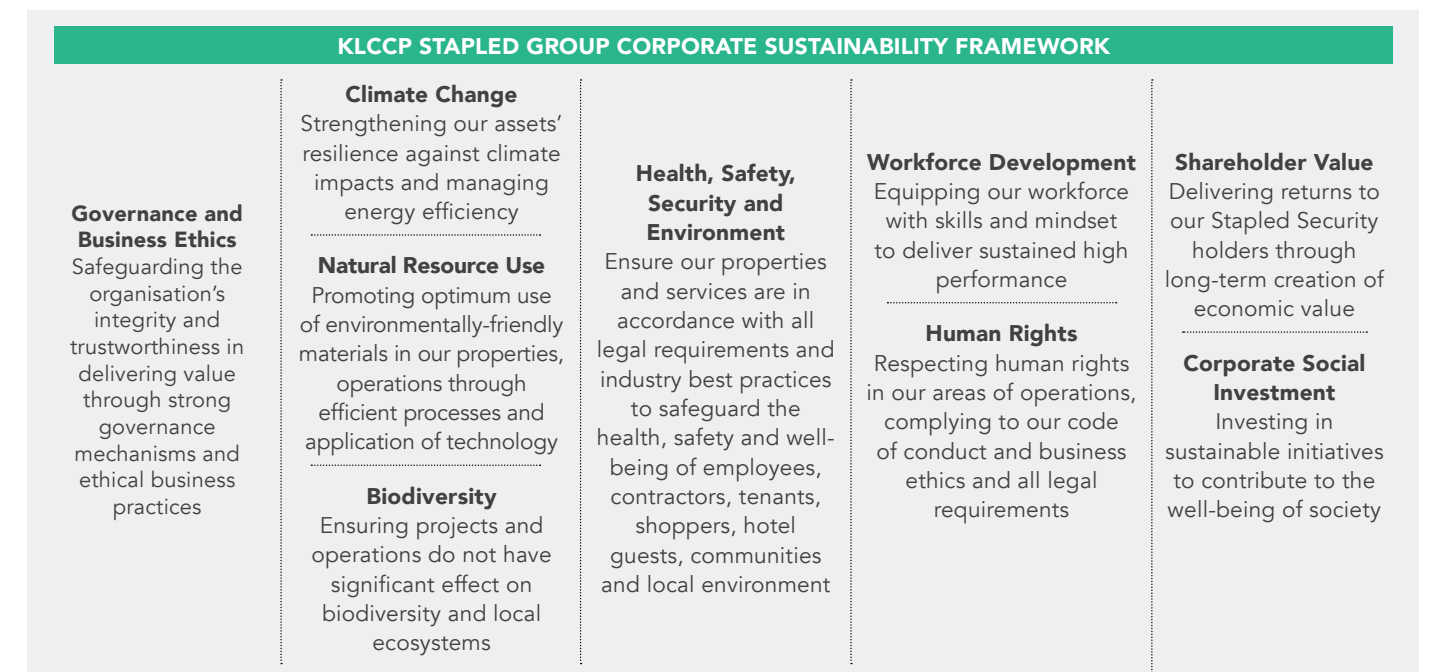 KLCCP STAPLED GROUP CORPORATE SUSTAINABILITY FRAMEWORK
Governance and
Business Ethics
Safeguarding the
organisation’s
integrity and
trustworthiness in
delivering value
through strong
governance
mechanisms and
ethical business
practices
Climate Change
Strengthening our assets’
resilience against climate
impacts and managing
energy efficiency
Natural Resource Use
Promoting optimum use
of environmentally-friendly
materials in our properties,
operations through
efficient processes and
application of technology
Biodiversity
Ensuring projects and
operations do not have
significant effect on
biodiversity and local
ecosystems
Health, Safety,
Security and
Environment
Ensure our properties
and services are in
accordance with all
legal requirements and
industry best practices
to safeguard the
health, safety and well-
being of employees,
contractors, tenants,
shoppers, hotel
guests, communities
and local environment
Workforce Development
Equipping our workforce
with skills and mindset
to deliver sustained high
performance
Human Rights
Respecting human rights
in our areas of operations,
complying to our code
of conduct and business
ethics and all legal
requirements
Shareholder Value
Delivering returns to
our Stapled Security
holders through
long-term creation of
economic value
Corporate Social
Investment
Investing in
sustainable initiatives
to contribute to the
well-being of society